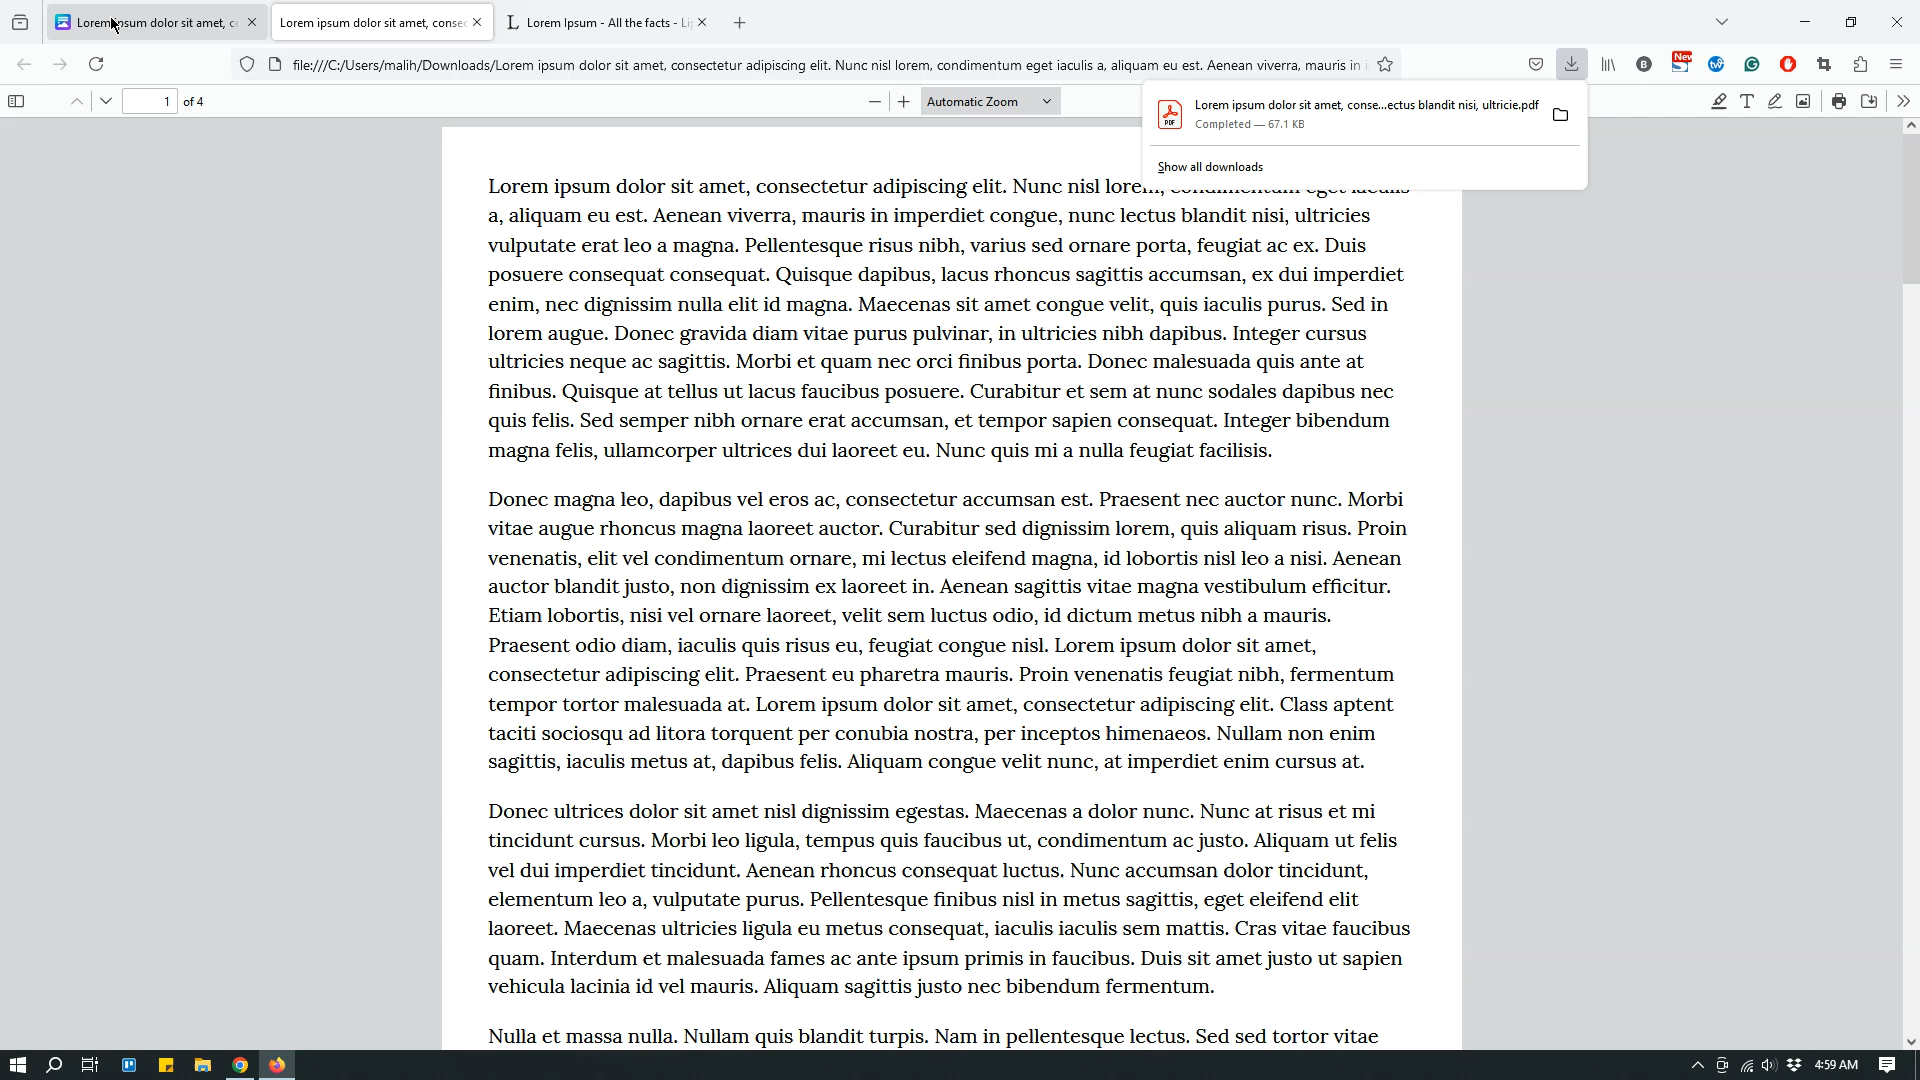 Lorem ipsum dolor sit amet, c
Lorem ipsum dolor sit amet, conse
L Lorem Ipsum - All the facts - Li
file:///C:/Users/malih/Downloads/Lorem ipsum dolor sit amet, consectetur adipiscing elit. Nunc nisl lorem, condimentum eget iaculis a, aliquam eu est. Aenean viverra, mauris in i
B
New
1 of 4
Automatic Zoom
Lorem ipsum dolor sit amet, conse...ectus blandit nisi, ultricie.pdf
PDF
Completed — 67.1 KB
Show all downloads
Lorem ipsum dolor sit amet, consectetur adipiscing elit. Nunc nisl lorem, condimentum eget iaculis
a, aliquam eu est. Aenean viverra, mauris in imperdiet congue, nunc lectus blandit nisi, ultricies
vulputate erat leo a magna. Pellentesque risus nibh, varius sed ornare porta, feugiat ac ex. Duis
posuere consequat consequat. Quisque dapibus, lacus rhoncus sagittis accumsan, ex dui imperdiet
enim, nec dignissim nulla elit id magna. Maecenas sit amet congue velit, quis iaculis purus. Sed in
lorem augue. Donec gravida diam vitae purus pulvinar, in ultricies nibh dapibus. Integer cursus
ultricies neque ac sagittis. Morbi et quam nec orci finibus porta. Donec malesuada quis ante at
finibus. Quisque at tellus ut lacus faucibus posuere. Curabitur et sem at nunc sodales dapibus nec
quis felis. Sed semper nibh ornare erat accumsan, et tempor sapien consequat. Integer bibendum
magna felis, ullamcorper ultrices dui laoreet eu. Nunc quis mi a nulla feugiat facilisis.
Donec magna leo, dapibus vel eros ac, consectetur accumsan est. Praesent nec auctor nunc. Morbi
vitae augue rhoncus magna laoreet auctor. Curabitur sed dignissim lorem, quis aliquam risus. Proin
venenatis, elit vel condimentum ornare, mi lectus eleifend magna, id lobortis nisl leo a nisi. Aenean
auctor blandit justo, non dignissim ex laoreet in. Aenean sagittis vitae magna vestibulum efficitur.
Etiam lobortis, nisi vel ornare laoreet, velit sem luctus odio, id dictum metus nibh a mauris.
Praesent odio diam, iaculis quis risus eu, feugiat congue nisl. Lorem ipsum dolor sit amet,
consectetur adipiscing elit. Praesent eu pharetra mauris. Proin venenatis feugiat nibh, fermentum
tempor tortor malesuada at. Lorem ipsum dolor sit amet, consectetur adipiscing elit. Class aptent
taciti sociosqu ad litora torquent per conubia nostra, per inceptos himenaeos. Nullam non enim
sagittis, iaculis metus at, dapibus felis. Aliquam congue velit nunc, at imperdiet enim cursus at.
Donec ultrices dolor sit amet nisl dignissim egestas. Maecenas a dolor nunc. Nunc at risus et mi
tincidunt cursus. Morbi leo ligula, tempus quis faucibus ut, condimentum ac justo. Aliquam ut felis
vel dui imperdiet tincidunt. Aenean rhoncus consequat luctus. Nunc accumsan dolor tincidunt,
elementum leo a, vulputate purus. Pellentesque finibus nisl in metus sagittis, eget eleifend elit
laoreet. Maecenas ultricies ligula eu metus consequat, iaculis iaculis sem mattis. Cras vitae faucibus
quam. Interdum et malesuada fames ac ante ipsum primis in faucibus. Duis sit amet justo ut sapien
vehicula lacinia id vel mauris. Aliquam sagittis justo nec bibendum fermentum.
Nulla et massa nulla. Nullam quis blandit turpis. Nam in pellentesque lectus. Sed sed tortor vitae
4:59 AM